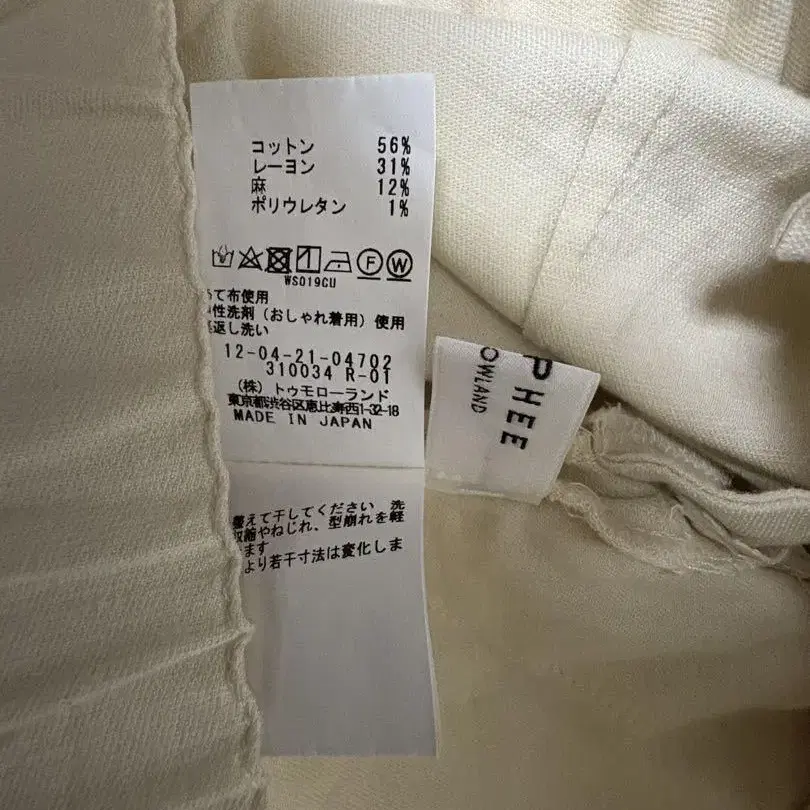 コットン 56%
レーヨン 31%
麻 12%
ポリウレタン 1%
F W
WS019CU
て布使用
性洗剤（おしゃれ着用）使用
返し洗い
12-04-21-04702
310034 R-01
（株）トゥモローランド
東京都渋谷区恵比寿西1-32-18
MADE IN JAPAN
えて干してください 洗
縮やねじれ、型崩れを軽
ます
より若干寸法は変化しま
PHEE
OWLAND